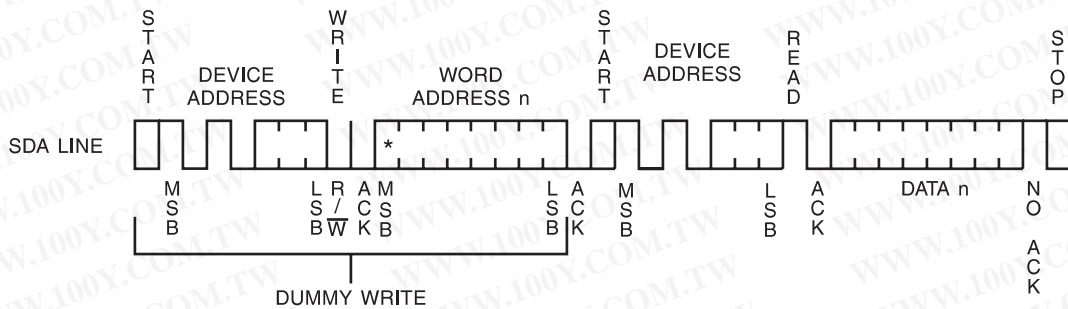 START
WRITE
START
READ
STOP
DEVICE
ADDRESS
WORD
ADDRESS n
DEVICE
ADDRESS
SDA LINE
*
MSB
LSB
R/W
ACK
MSB
LSB
ACK
MSB
LSB
ACK
DATA n
NO ACK
DUMMY WRITE
WWW.100Y.COM.TW